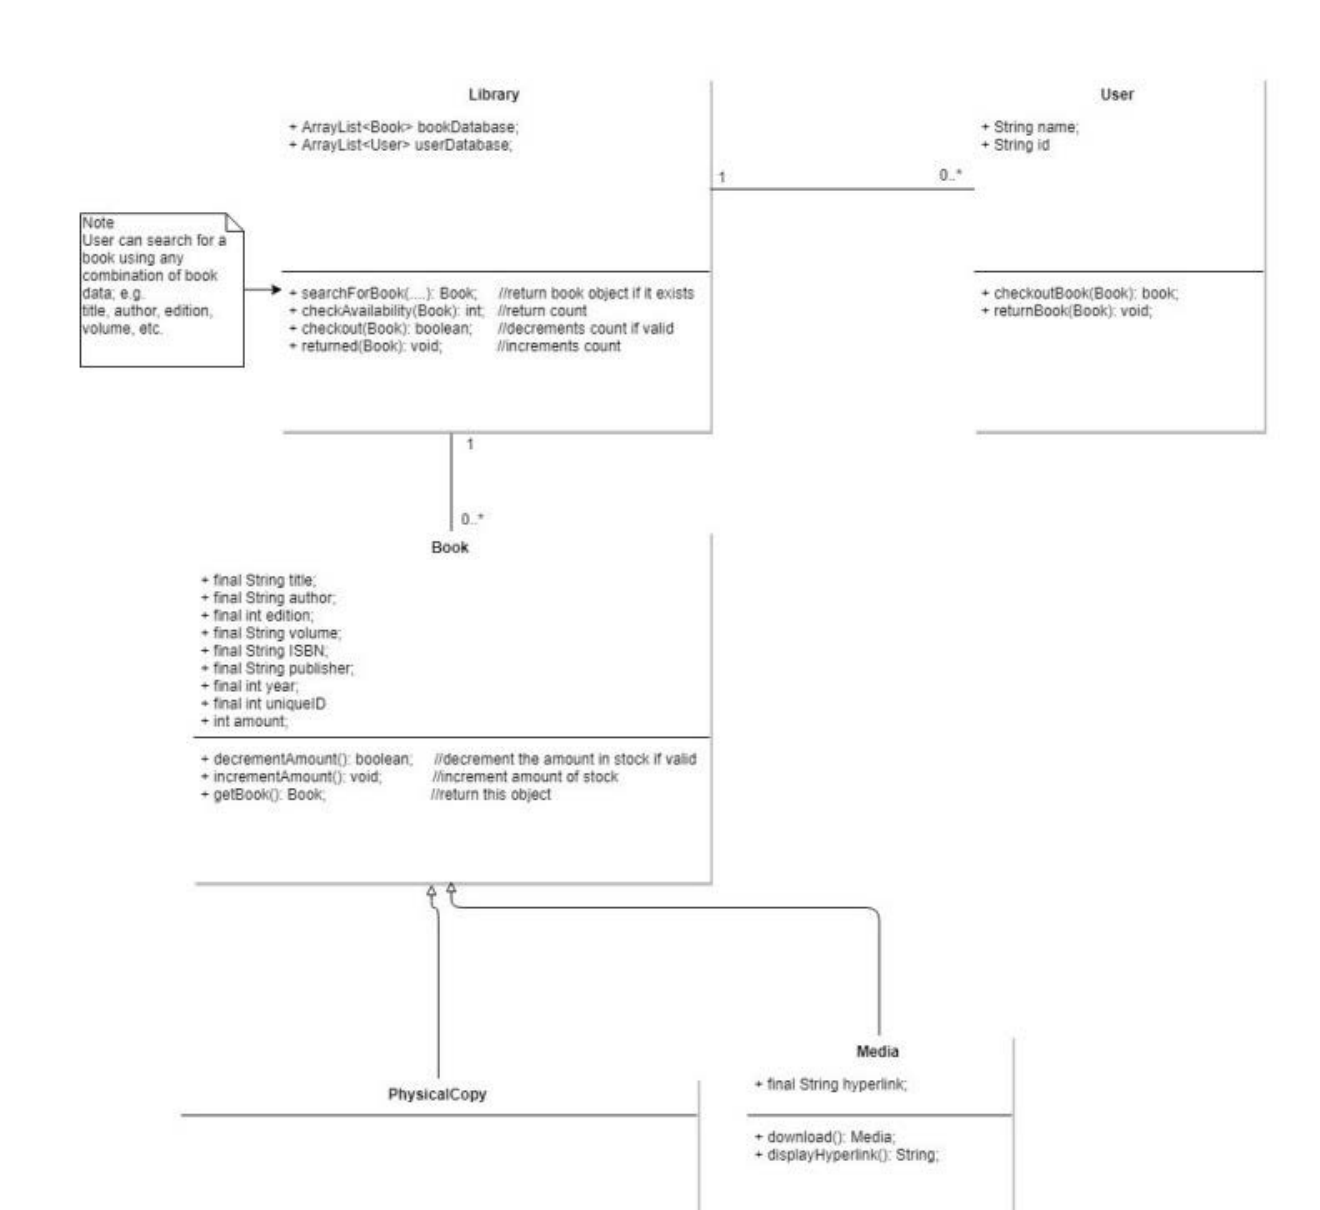 Library
+ ArrayList<Book> bookDatabase;
+ ArrayList<User> userDatabase;
User
+ String name;
+ String id
1
0..*
Note
User can search for a
book using any
combination of book
data; e.g.
title, author, edition,
volume, etc.
+ searchForBook(....): Book; //return book object if it exists
+ checkAvailability(Book): int; //return count
+ checkout(Book): boolean; //decrements count if valid
+ returned(Book): void; //increments count
+ checkoutBook(Book): book;
+ returnBook(Book): void;
1
0..*
Book
+ final String title;
+ final String author;
+ final int edition;
+ final String volume;
+ final String ISBN;
+ final String publisher;
+ final int year;
+ final int uniqueID
+ int amount;
+ decrementAmount(): boolean; //decrement the amount in stock if valid
+ incrementAmount(): void; //increment amount of stock
+ getBook(): Book; //return this object
PhysicalCopy
Media
+ final String hyperlink;
+ download(): Media;
+ displayHyperlink(): String;